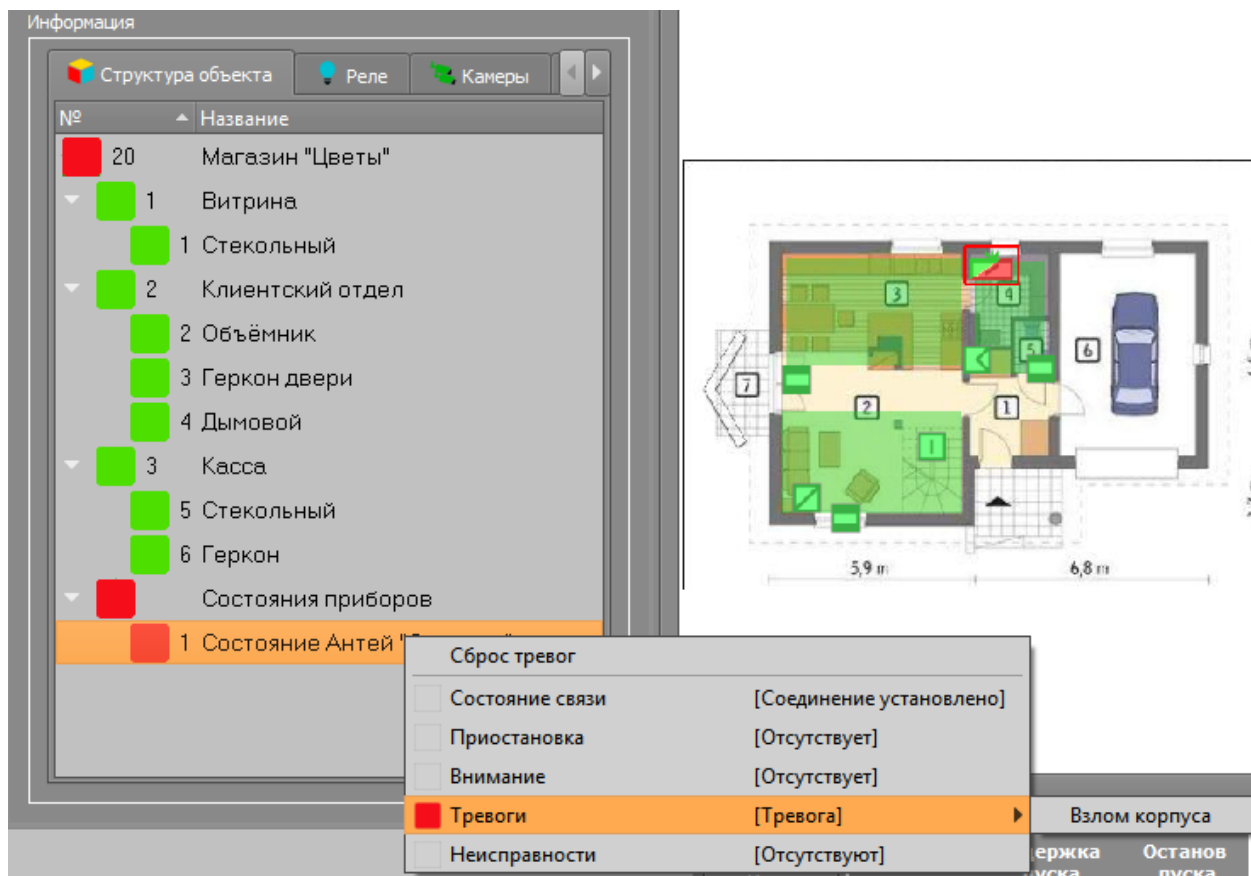 Информация
Структура объекта Реле Камеры
№ Название
20 Магазин "Цветы"
1 Витрина
1 Стекольный
2 Клиентский отдел
2 Объёмник
3 Геркон двери
4 Дымовой
3 Касса
5 Стекольный
6 Геркон
Состояния приборов
1 Состояние Антей "
Сброс тревог
Состояние связи [Соединение установлено]
Приостановка [Отсутствует]
Внимание [Отсутствует]
Тревоги [Тревога] Взлом корпуса
Неисправности [Отсутствуют]
Останов
пуска
3
4
5
6
7
2
1
5,9 m
6,8 m